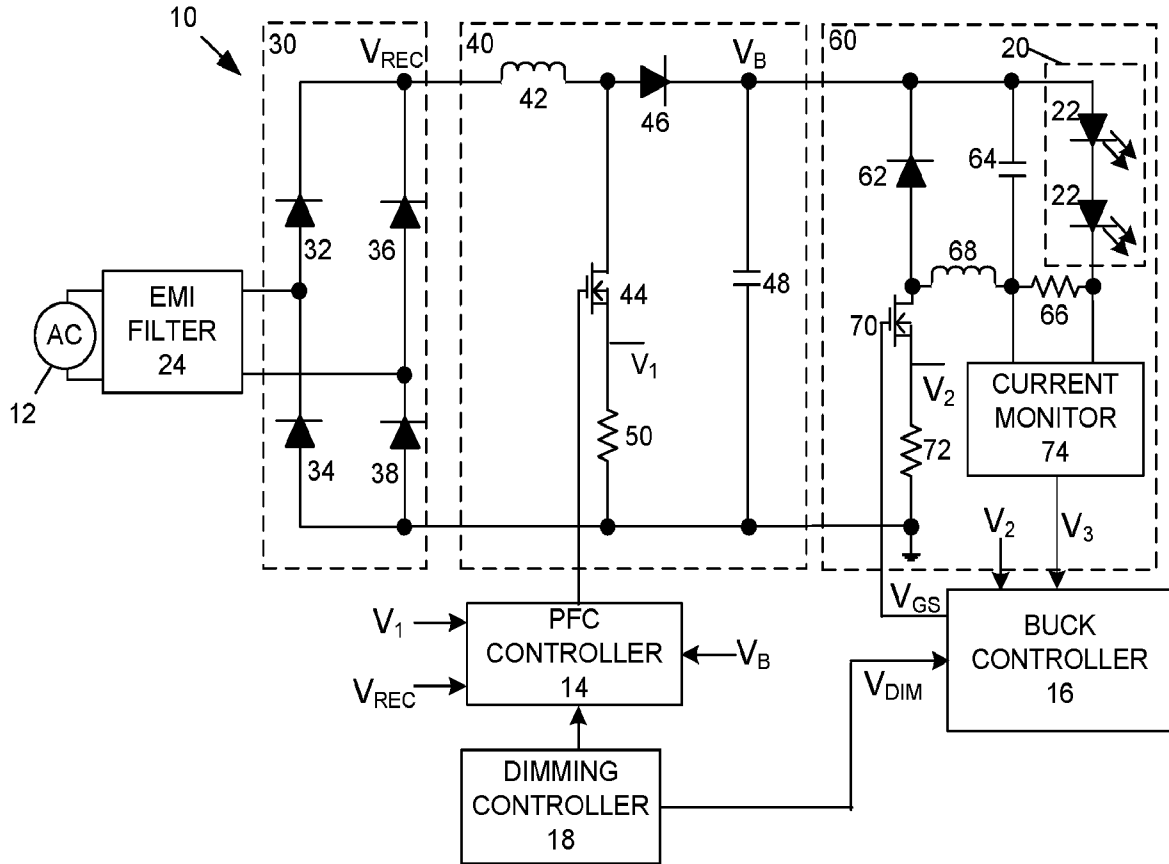 10
30
V_REC
40
42
46
V_B
60
20
22
22
62
64
68
66
32
36
34
38
AC
12
EMI
FILTER
24
44
V_1
50
48
70
V_2
72
CURRENT
MONITOR
74
V_2
V_3
V_GS
V_1
V_REC
PFC
CONTROLLER
14
V_B
V_DIM
BUCK
CONTROLLER
16
DIMMING
CONTROLLER
18